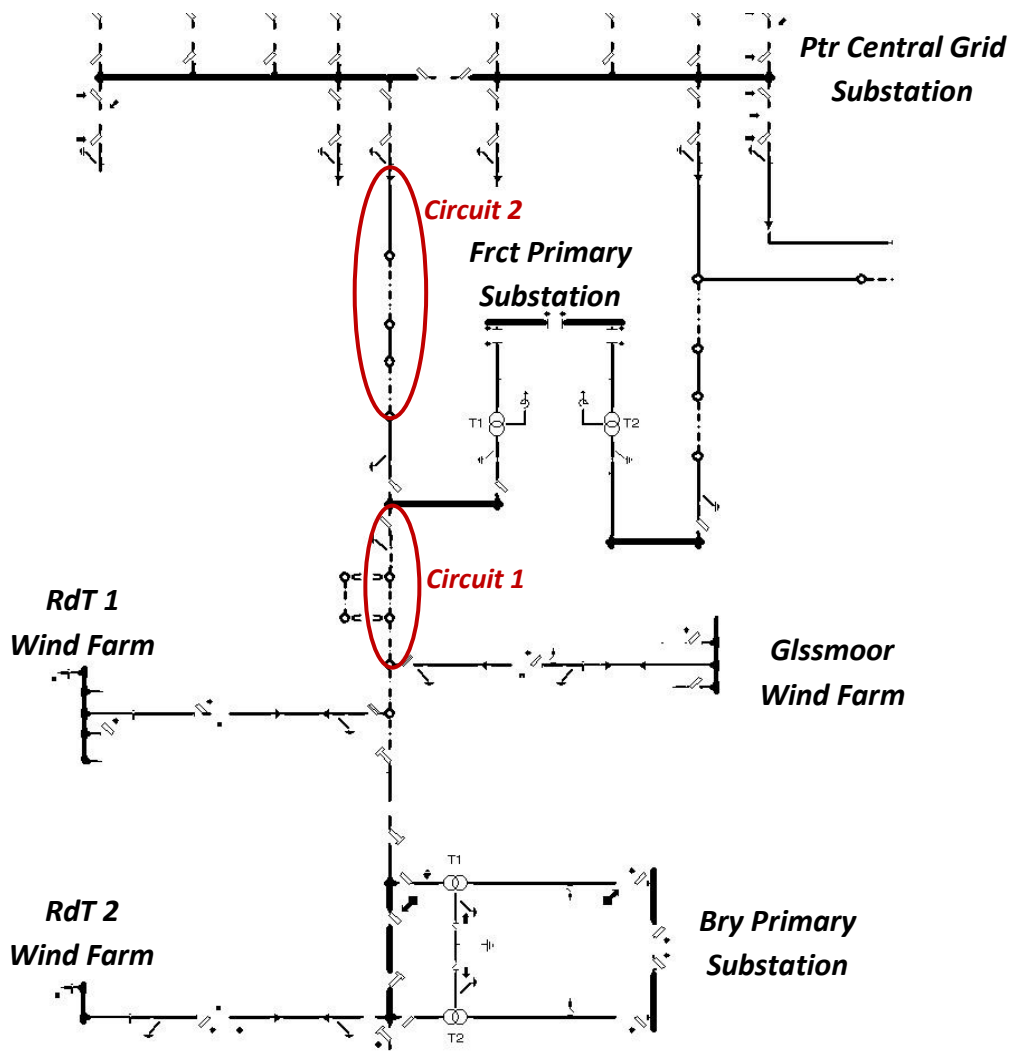 Ptr Central Grid
Substation
Circuit 2
Frct Primary
Substation
T1
T2
Circuit 1
RdT 1
Wind Farm
Glssmoor
Wind Farm
T1
RdT 2
Wind Farm
Bry Primary
Substation
T2